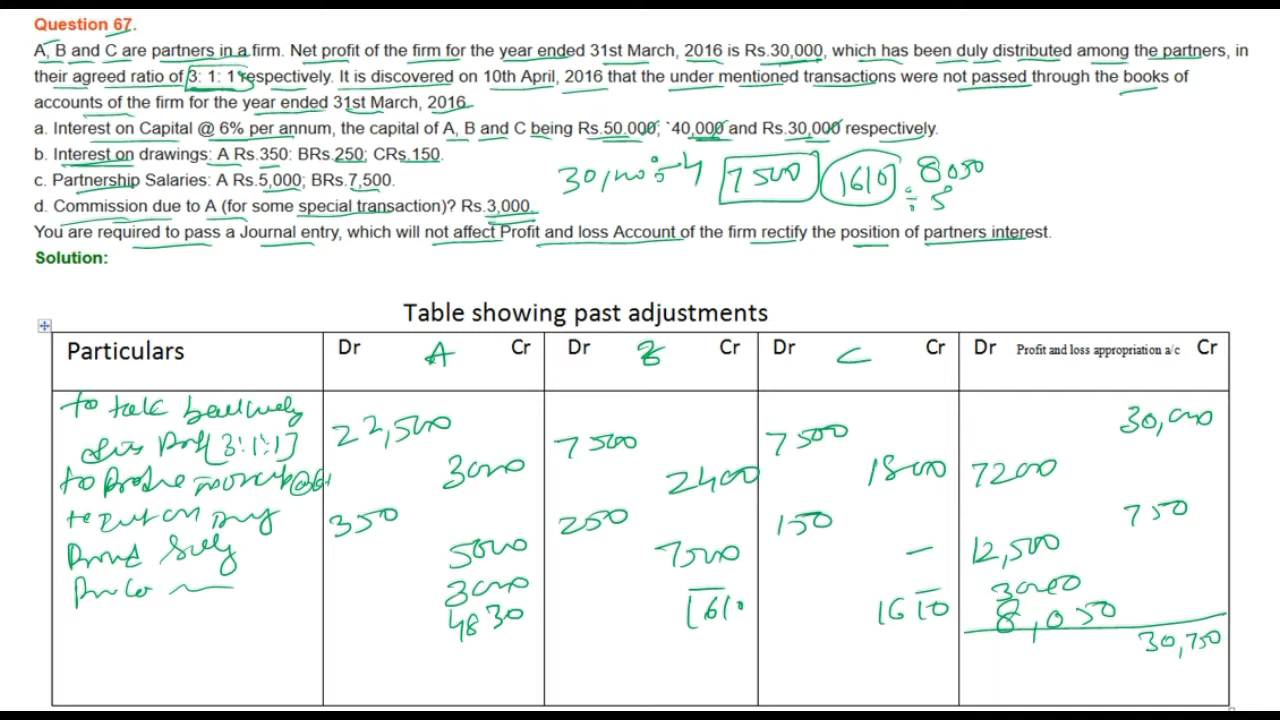 Question 67.
A, B and C are partners in a firm. Net profit of the firm for the year ended 31st March, 2016 is Rs.30,000, which has been duly distributed among the partners, in
their agreed ratio of 3: 1: 1 respectively. It is discovered on 10th April, 2016 that the under mentioned transactions were not passed through the books of
accounts of the firm for the year ended 31st March, 2016.
a. Interest on Capital @ 6% per annum, the capital of A, B and C being Rs.50,000; `40,000 and Rs.30,000 respectively.
b. Interest on drawings: A Rs.350: BRs.250; CRs.150.
c. Partnership Salaries: A Rs.5,000; BRs.7,500.
d. Commission due to A (for some special transaction)? Rs.3,000.
7500 1610 8050
÷ 5
You are required to pass a Journal entry, which will not affect Profit and loss Account of the firm rectify the position of partners interest.
Solution:
Table showing past adjustments
Particulars Dr A Cr Dr B Cr Dr C Cr Dr Profit and loss appropriation a/c Cr
to
[3:1:1] 22,500 7500 7500 30,000
to 3000 2400 1800 7200
350 250 150 750
5000 7500 – 12,500
3000 – – 3000
4830 1610 1610 8,050
30,750